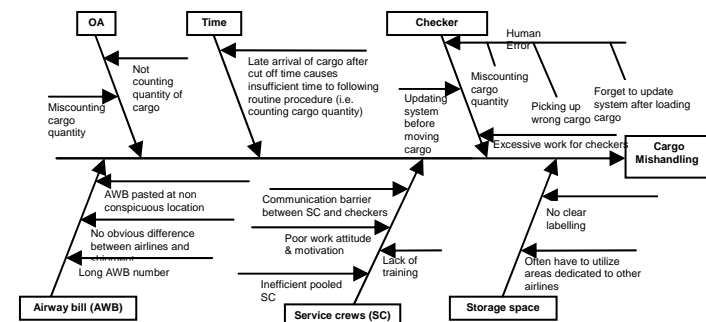 OA
Time
Checker
Human
Error
Not
counting
quantity of
cargo
Miscounting
cargo
quantity
Late arrival of cargo after
cut off time causes
insufficient time to following
routine procedure (i.e.
counting cargo quantity)
Updating
system
before
moving
cargo
Miscounting
cargo
quantity
Picking up
wrong cargo
Forget to update
system after loading
cargo
Excessive work for checkers
Cargo
Mishandling
AWB pasted at non
conspicuous location
No obvious difference
between airlines and
Long AWB number
Communication barrier
between SC and checkers
Poor work attitude
& motivation
Lack of
training
Inefficient pooled
SC
No clear
labelling
Often have to utilize
areas dedicated to other
airlines
Airway bill (AWB)
Service crews (SC)
Storage space